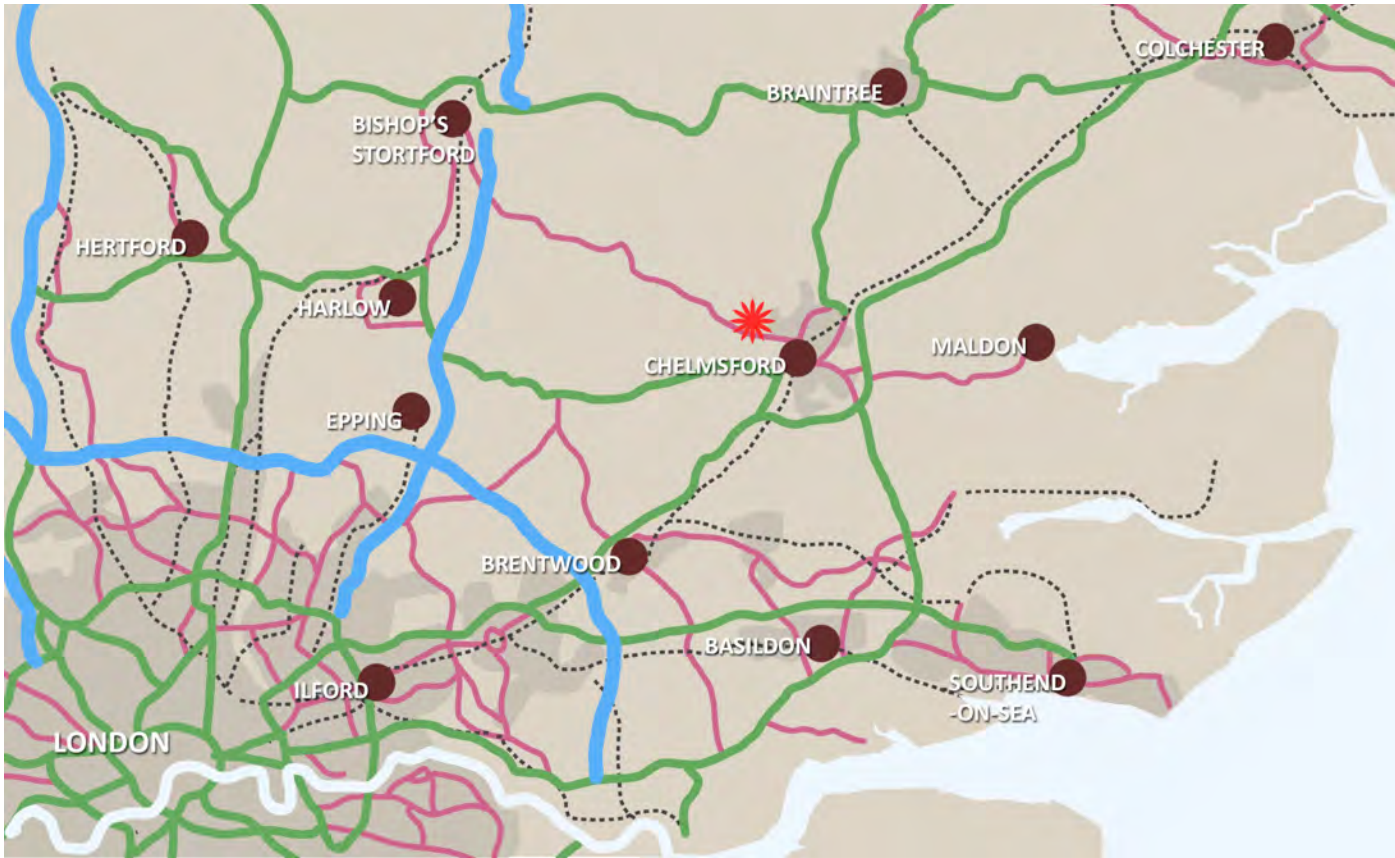 COLCHESTER
BRAINTREE
BISHOP'S
STORTFORD
HERTFORD
HARLOW
MALDON
CHELMSFORD
EPPING
BRENTWOOD
BASILDON
ILFORD
SOUTHEND
-ON-SEA
LONDON